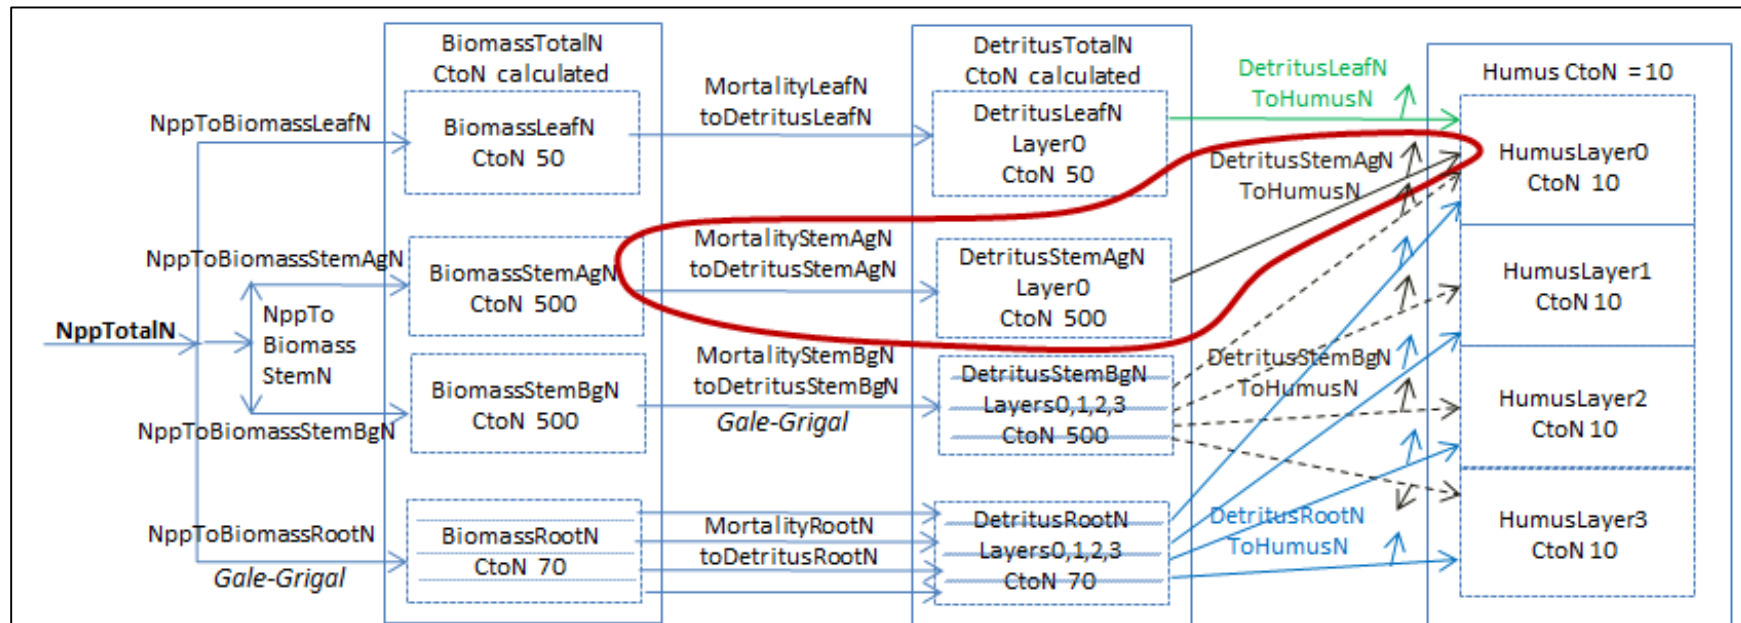 BiomassTotalN
CtoN calculated
DetritusTotalN
CtoN calculated
Humus CtoN = 10
NppToBiomassLeafN
BiomassLeafN
CtoN 50
MortalityLeafN
toDetritusLeafN
DetritusLeafN
Layer0
CtoN 50
DetritusLeafN
ToHumusN
HumusLayer0
CtoN 10
NppToBiomassStemAgN
BiomassStemAgN
CtoN 500
MortalityStemAgN
toDetritusStemAgN
DetritusStemAgN
Layer0
CtoN 500
DetritusStemAgN
ToHumusN
HumusLayer1
CtoN 10
NppTotalN
NppTo
Biomass
StemN
NppToBiomassStemBgN
BiomassStemBgN
CtoN 500
MortalityStemBgN
toDetritusStemBgN
Gale-Grigal
DetritusStemBgN
Layers0,1,2,3
CtoN 500
DetritusStemBgN
ToHumusN
HumusLayer2
CtoN 10
NppToBiomassRootN
Gale-Grigal
BiomassRootN
CtoN 70
MortalityRootN
toDetritusRootN
DetritusRootN
Layers0,1,2,3
CtoN 70
DetritusRootN
ToHumusN
HumusLayer3
CtoN 10